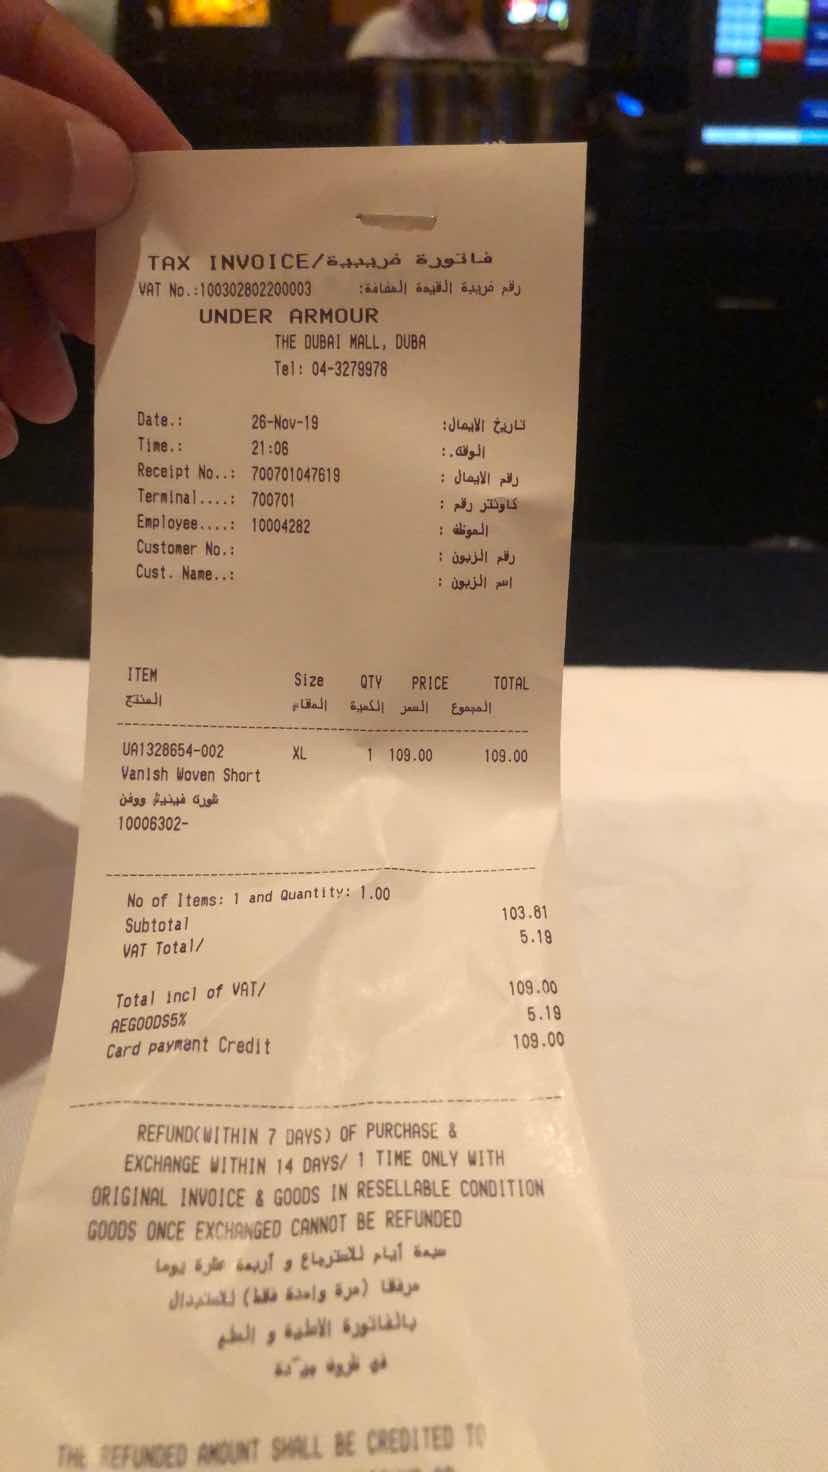 TAX INVOICE/فاتورة ضريبية
VAT No.:100302802200003 رقم ضريبة القيمة المضافة:
UNDER ARMOUR
THE DUBAI MALL, DUBA
Tel: 04-3279978
Date.: 26-Nov-19 تاريخ الايصال:
Time.: 21:06 الوقت.:
Receipt No..: 700701047619 رقم الايصال :
Terminal....: 700701 كاونتر رقم :
Employee....: 10004282 الموظف :
Customer No.: رقم الزبون :
Cust. Name..: اسم الزبون :
ITEM Size QTY PRICE TOTAL
المنتج المقاس الكمية السعر المجموع
UA1328654-002 XL 1 109.00 109.00
Vanish Woven Short
فينيش ووفن
10006302-
No of Items: 1 and Quantity: 1.00
Subtotal 103.81
VAT Total/ 5.19
Total incl of VAT/ 109.00
AEGOODS5% 5.19
Card payment Credit 109.00
REFUND(WITHIN 7 DAYS) OF PURCHASE &
EXCHANGE WITHIN 14 DAYS/ 1 TIME ONLY WITH
ORIGINAL INVOICE & GOODS IN RESELLABLE CONDITION
GOODS ONCE EXCHANGED CANNOT BE REFUNDED
سبعة أيام للاسترجاع و أربعة عشرة يوما
مرفقا (مرة واحدة فقط) للاستبدال
بالفاتورة الاصلية و
في
THE REFUNDED AMOUNT SHALL BE CREDITED TO